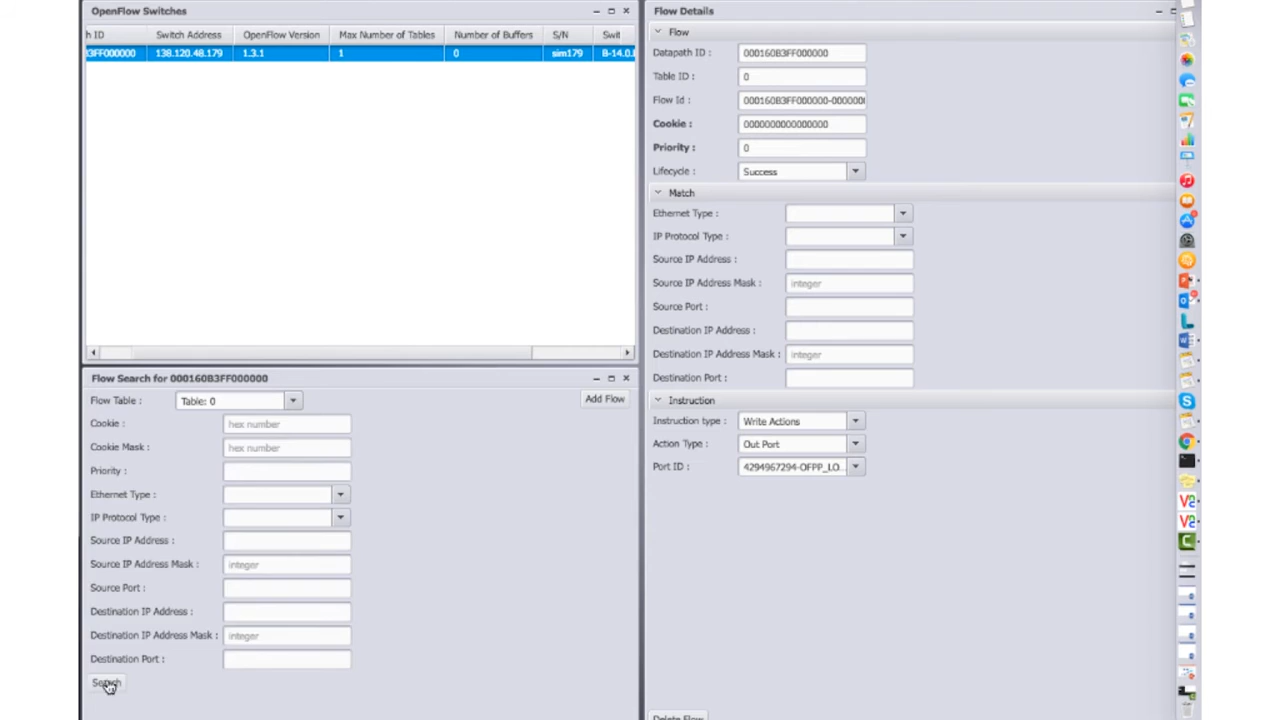 OpenFlow Switches
h ID Switch Address OpenFlow Version Max Number of Tables Number of Buffers S/N Swit
3FF000000 138.120.48.179 1.3.1 1 0 sim179 B-14.0.
Flow Search for 000160B3FF000000
Flow Table : Table: 0 Add Flow
Cookie : hex number
Cookie Mask : hex number
Priority :
Ethernet Type :
IP Protocol Type :
Source IP Address :
Source IP Address Mask : integer
Source Port :
Destination IP Address :
Destination IP Address Mask : integer
Destination Port :
Search
Flow Details
Flow
Datapath ID : 000160B3FF000000
Table ID : 0
Flow Id : 000160B3FF000000-000000
Cookie : 0000000000000000
Priority : 0
Lifecycle : Success
Match
Ethernet Type :
IP Protocol Type :
Source IP Address :
Source IP Address Mask : integer
Source Port :
Destination IP Address :
Destination IP Address Mask : integer
Destination Port :
Instruction
Instruction type : Write Actions
Action Type : Out Port
Port ID : 4294967294-OFPP_LO...
Delete Flow